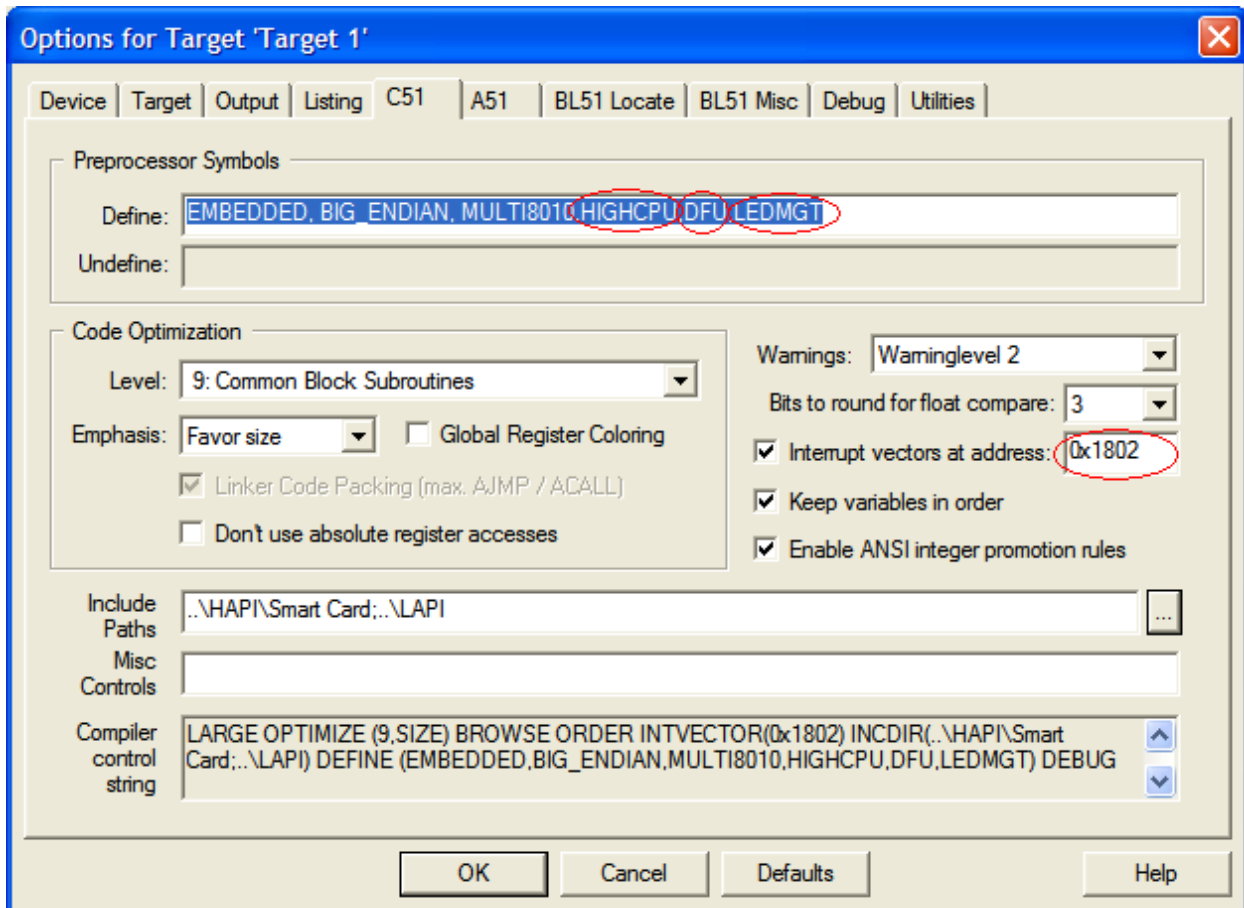 Options for Target 'Target 1'
Device Target Output Listing C51 A51 BL51 Locate BL51 Misc Debug Utilities
Preprocessor Symbols
Define: EMBEDDED, BIG_ENDIAN, MULTI8010,HIGHCPU,DFU,LEDMGT
Undefine:
Code Optimization
Level: 9: Common Block Subroutines
Emphasis: Favor size Global Register Coloring
Linker Code Packing (max. AJMP / ACALL)
Don't use absolute register accesses
Warnings: Warninglevel 2
Bits to round for float compare: 3
Interrupt vectors at address: 0x1802
Keep variables in order
Enable ANSI integer promotion rules
Include Paths ..\HAPI\Smart Card;..\LAPI ...
Misc Controls
Compiler control string
LARGE OPTIMIZE (9,SIZE) BROWSE ORDER INTVECTOR(0x1802) INCDIR(..\HAPI\Smart
Card;..\LAPI) DEFINE (EMBEDDED,BIG_ENDIAN,MULTI8010,HIGHCPU,DFU,LEDMGT) DEBUG
OK Cancel Defaults Help